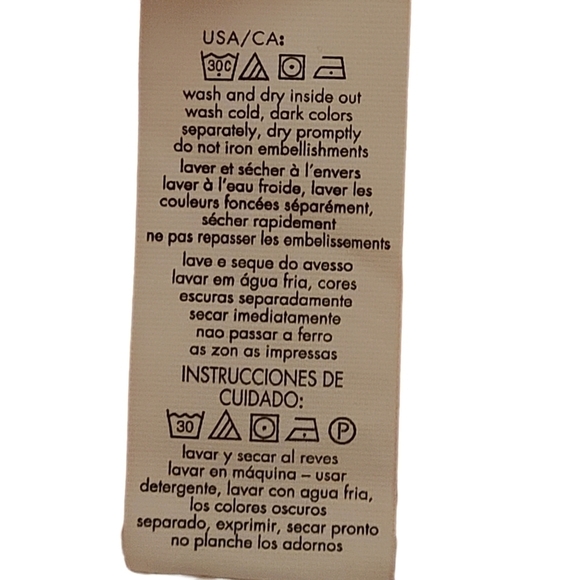 USA/CA:
30C
wash and dry inside out
wash cold, dark colors
separately, dry promptly
do not iron embellishments
laver et sécher à l'envers
laver à l'eau froide, laver les
couleurs foncées séparément,
sécher rapidement
ne pas repasser les embelissements
lave e seque do avesso
lavar em água fria, cores
escuras separadamente
secar imediatamente
nao passar a ferro
as zon as impressas
INSTRUCCIONES DE
CUIDADO:
30 P
lavar y secar al reves
lavar en máquina – usar
detergente, lavar con agua fria,
los colores oscuros
separado, exprimir, secar pronto
no planche los adornos